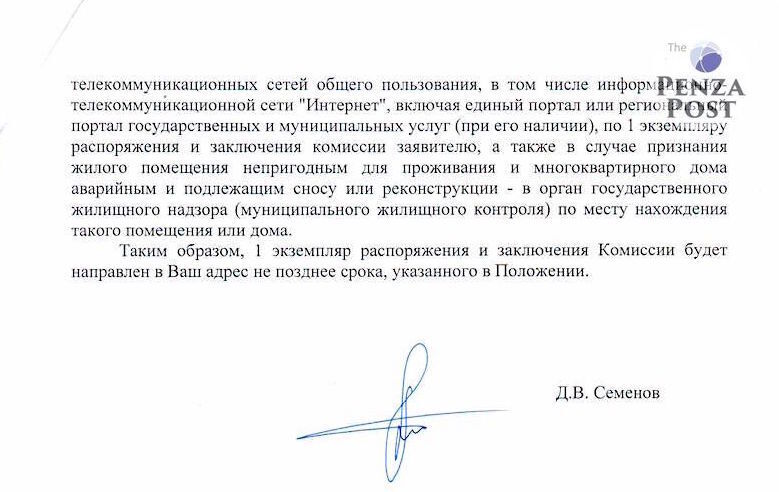 The
PENZA
POST
телекоммуникационных сетей общего пользования, в том числе информационно-
телекоммуникационной сети "Интернет", включая единый портал или региональный
портал государственных и муниципальных услуг (при его наличии), по 1 экземпляру
распоряжения и заключения комиссии заявителю, а также в случае признания
жилого помещения непригодным для проживания и многоквартирного дома
аварийным и подлежащим сносу или реконструкции - в орган государственного
жилищного надзора (муниципального жилищного контроля) по месту нахождения
такого помещения или дома.
Таким образом, 1 экземпляр распоряжения и заключения Комиссии будет
направлен в Ваш адрес не позднее срока, указанного в Положении.
Д.В. Семенов